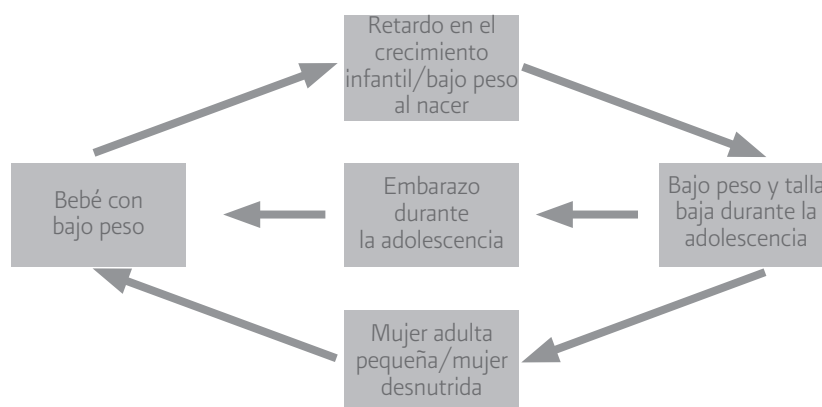 Retardo en el
crecimiento
infantil/bajo peso
al nacer
Bebé con
bajo peso
Embarazo
durante
la adolescencia
Bajo peso y talla
baja durante la
adolescencia
Mujer adulta
pequeña/mujer
desnutrida